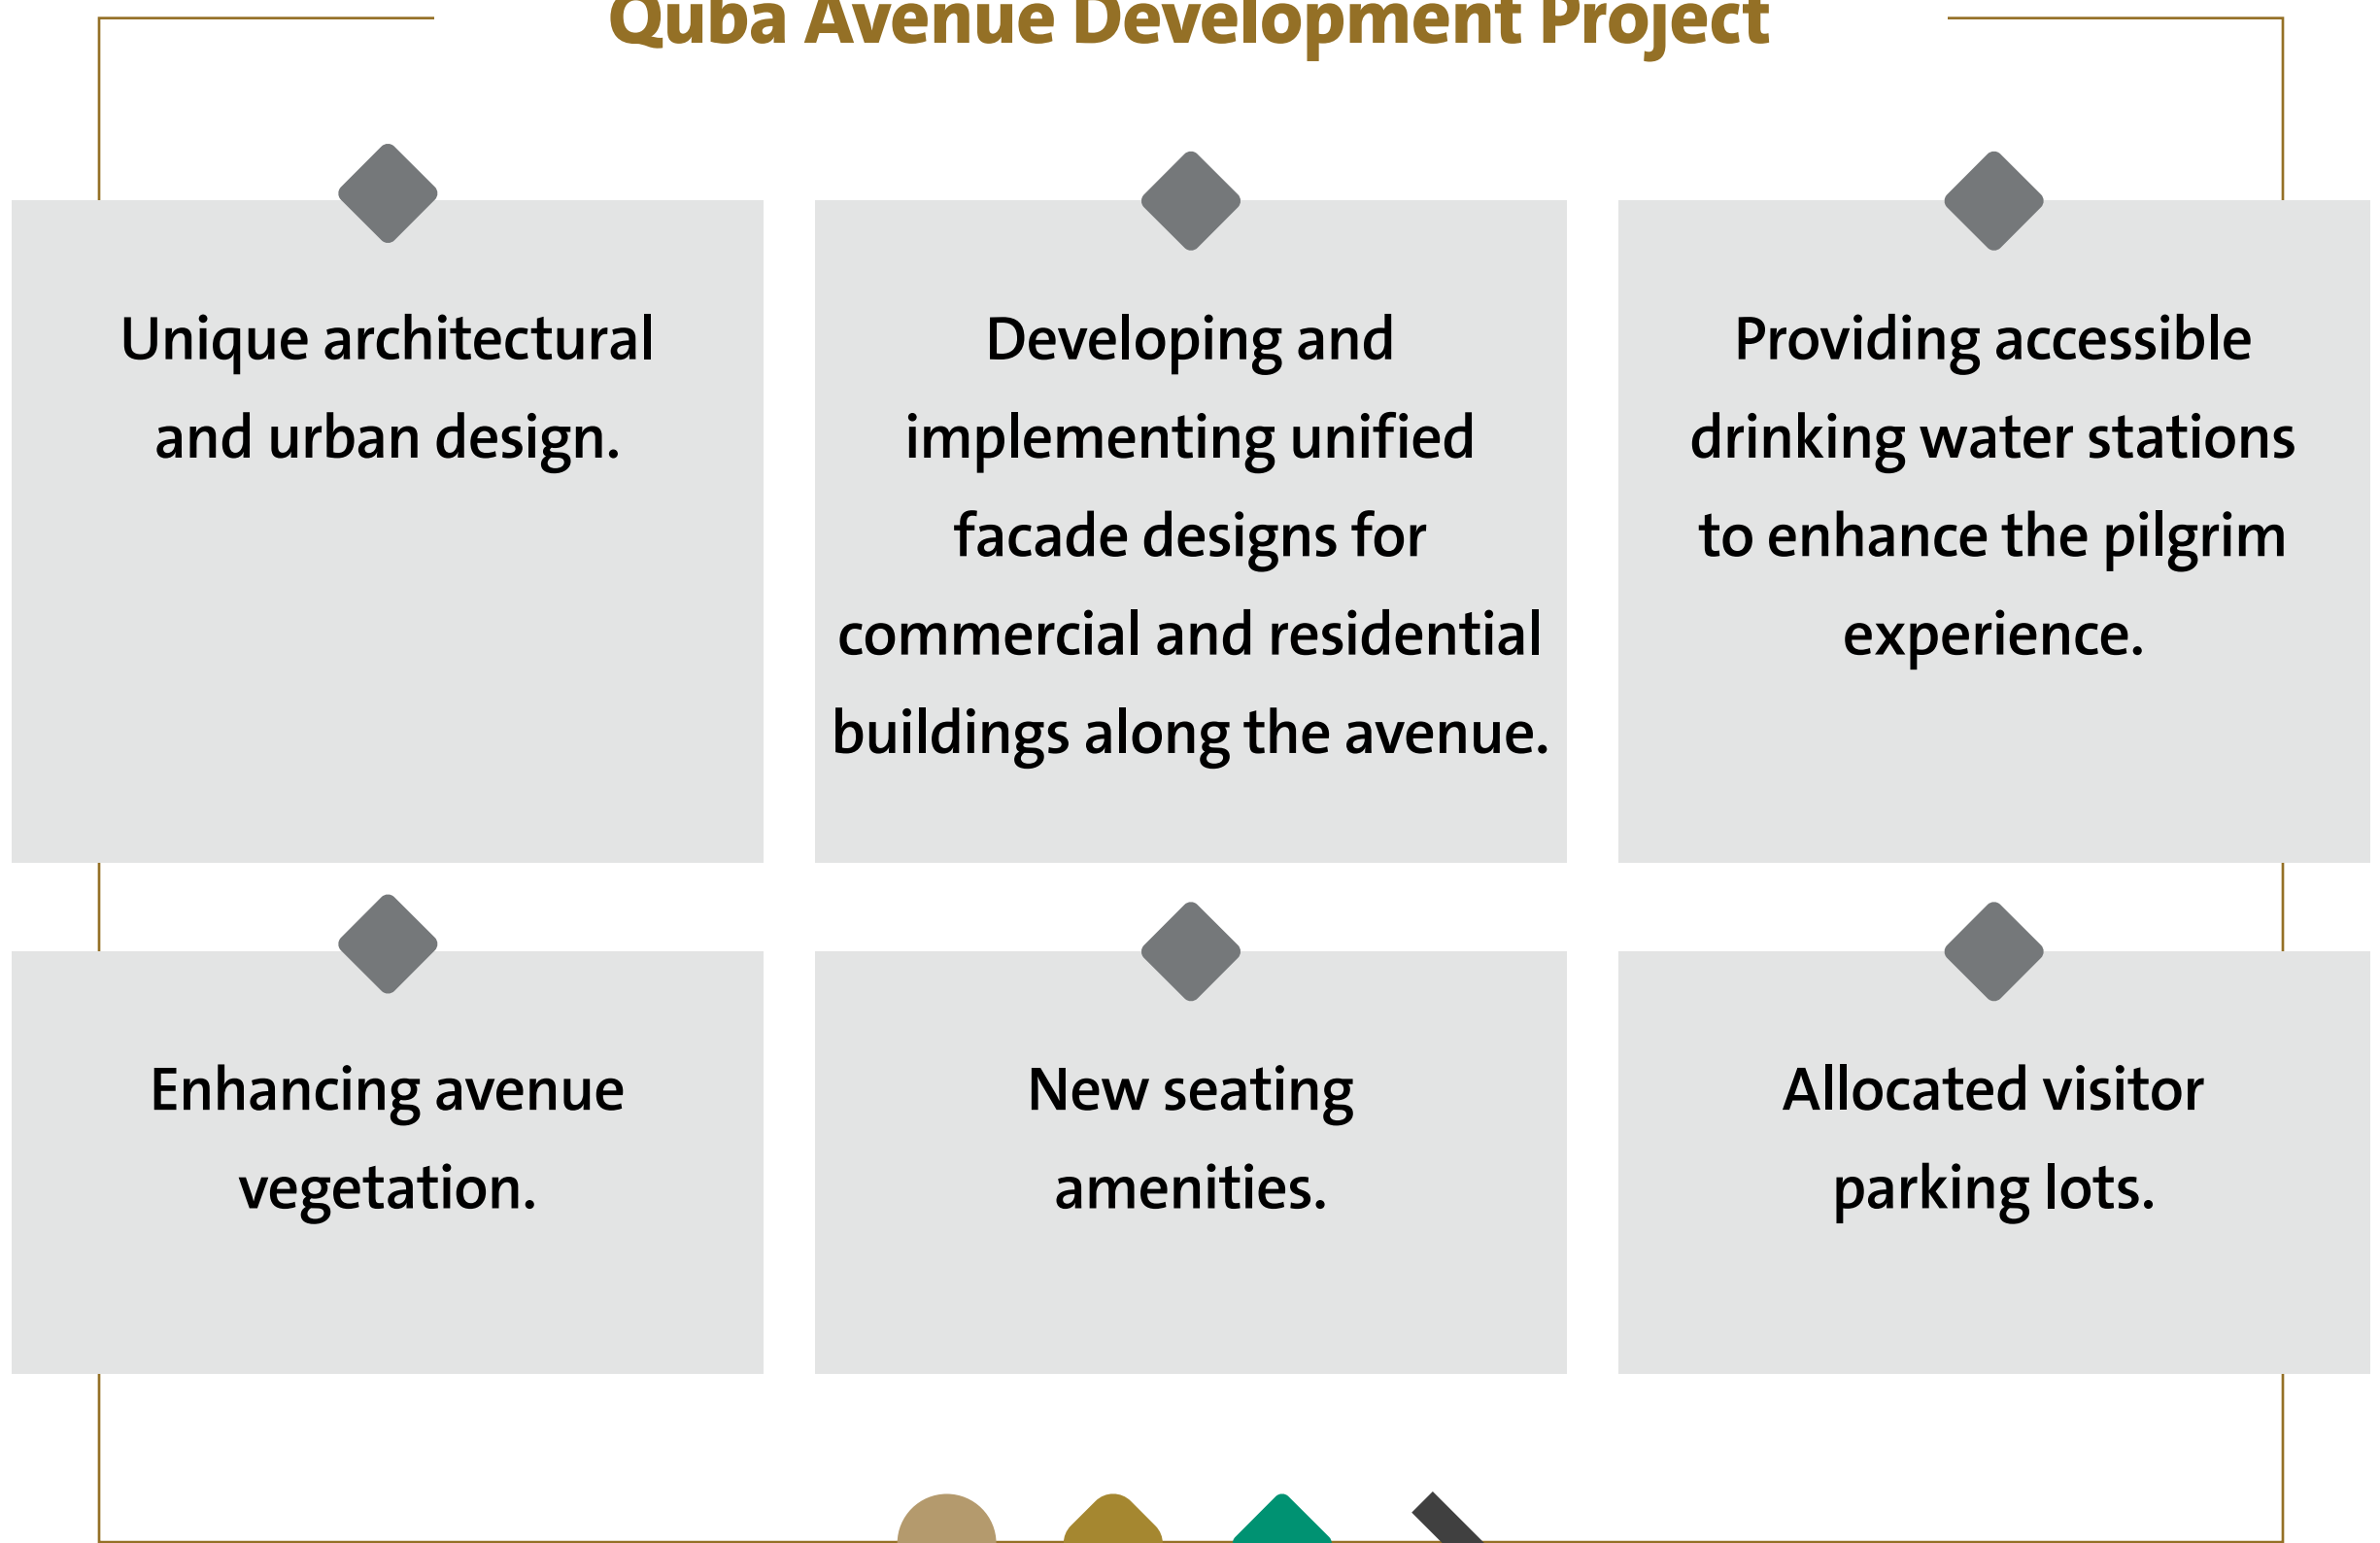 Quba Avenue Development Project
Unique architectural
and urban design.
Developing and
implementing unified
facade designs for
commercial and residential
buildings along the avenue.
Providing accessible
drinking water stations
to enhance the pilgrim
experience.
Enhancing avenue
vegetation.
New seating
amenities.
Allocated visitor
parking lots.